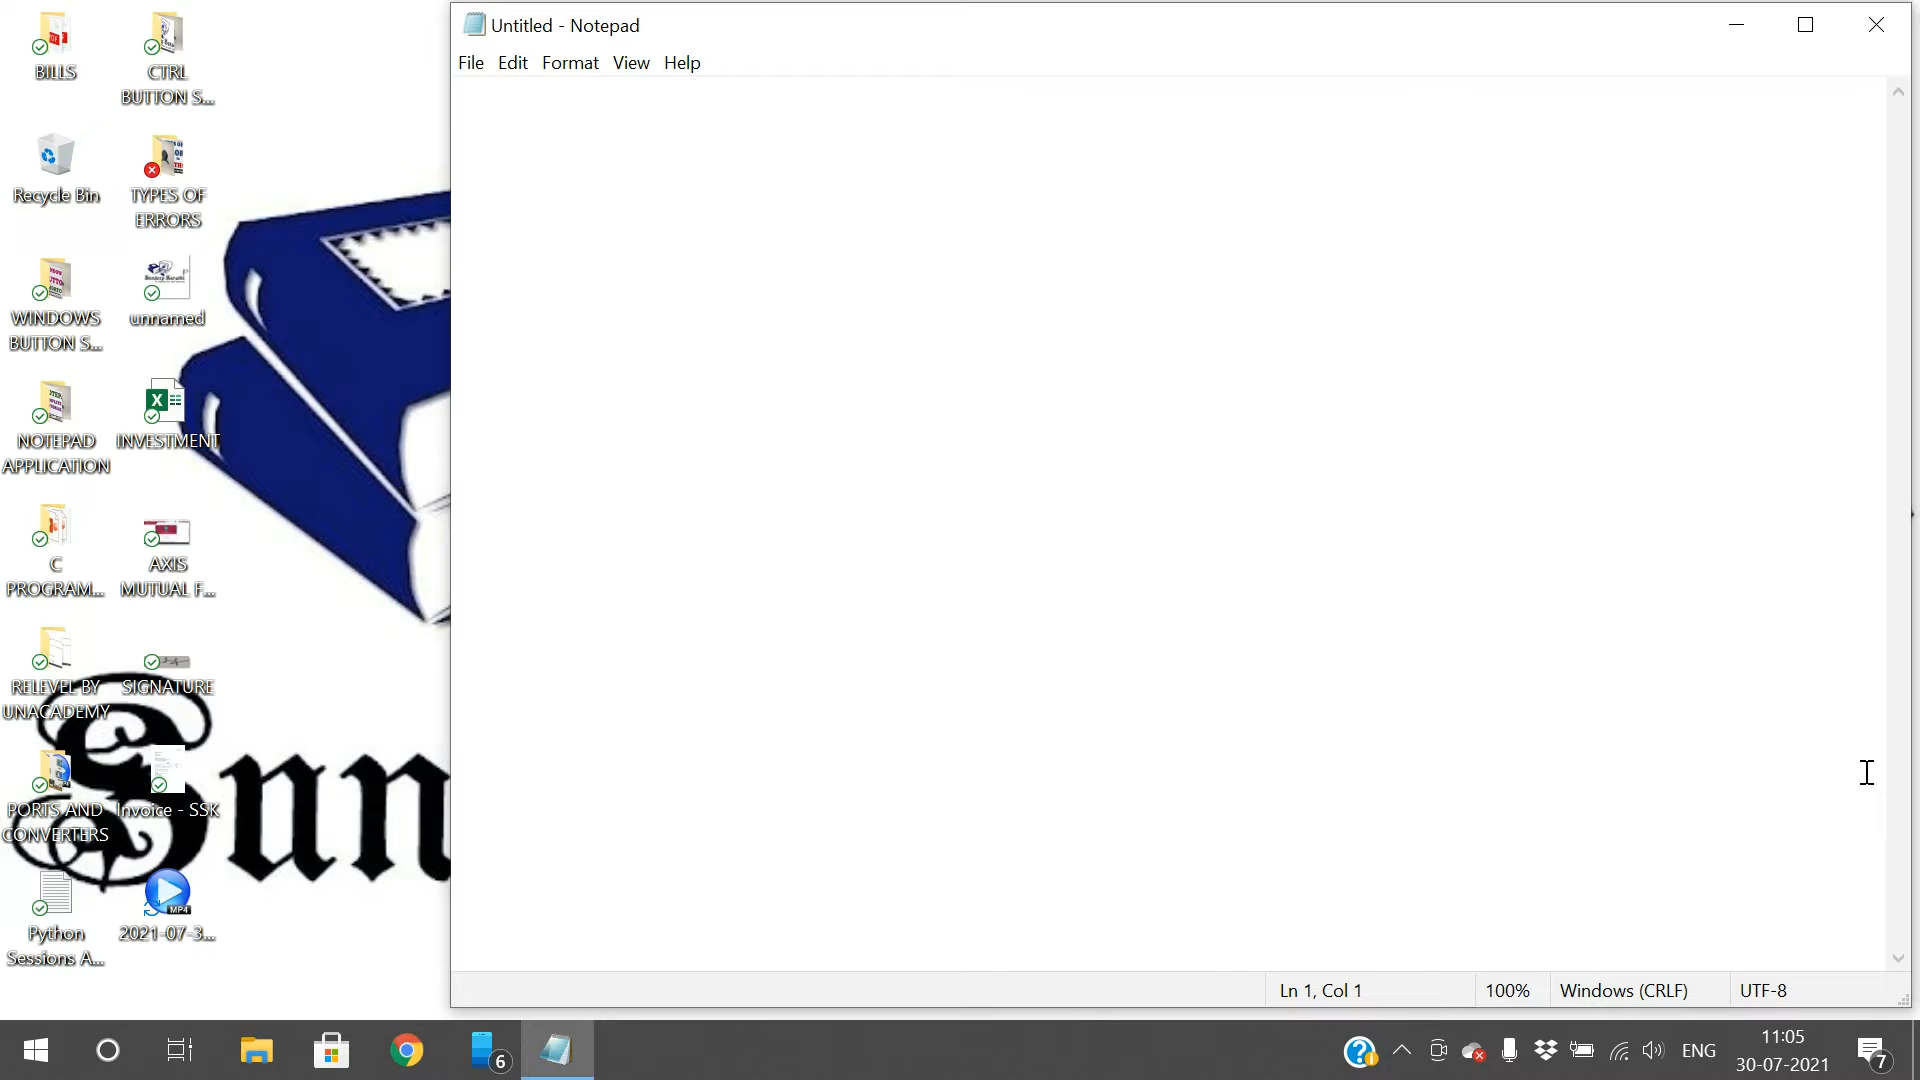 Untitled - Notepad
File Edit Format View Help
BILLS
CTRL
BUTTON S...
Recycle Bin
TYPES OF
ERRORS
WINDOWS
BUTTON S...
unnamed
NOTEPAD
APPLICATION
INVESTMENT
C
PROGRAM...
AXIS
MUTUAL F...
RELEVEL BY
UNACADEMY
SIGNATURE
PORTS AND
CONVERTERS
Invoice - SSK
Python
Sessions A...
MP4
2021-07-3...
Sun
Ln 1, Col 1
100%
Windows (CRLF)
UTF-8
6
ENG
11:05
30-07-2021
7